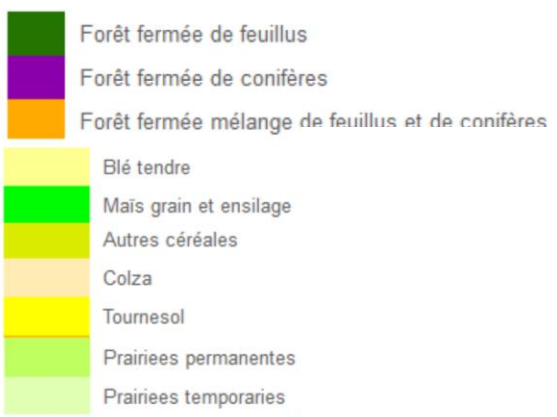 Forêt fermée de feuillus
Forêt fermée de conifères
Forêt fermée mélange de feuillus et de conifères
Blé tendre
Maïs grain et ensilage
Autres céréales
Colza
Tournesol
Prairiees permanentes
Prairiees temporaries